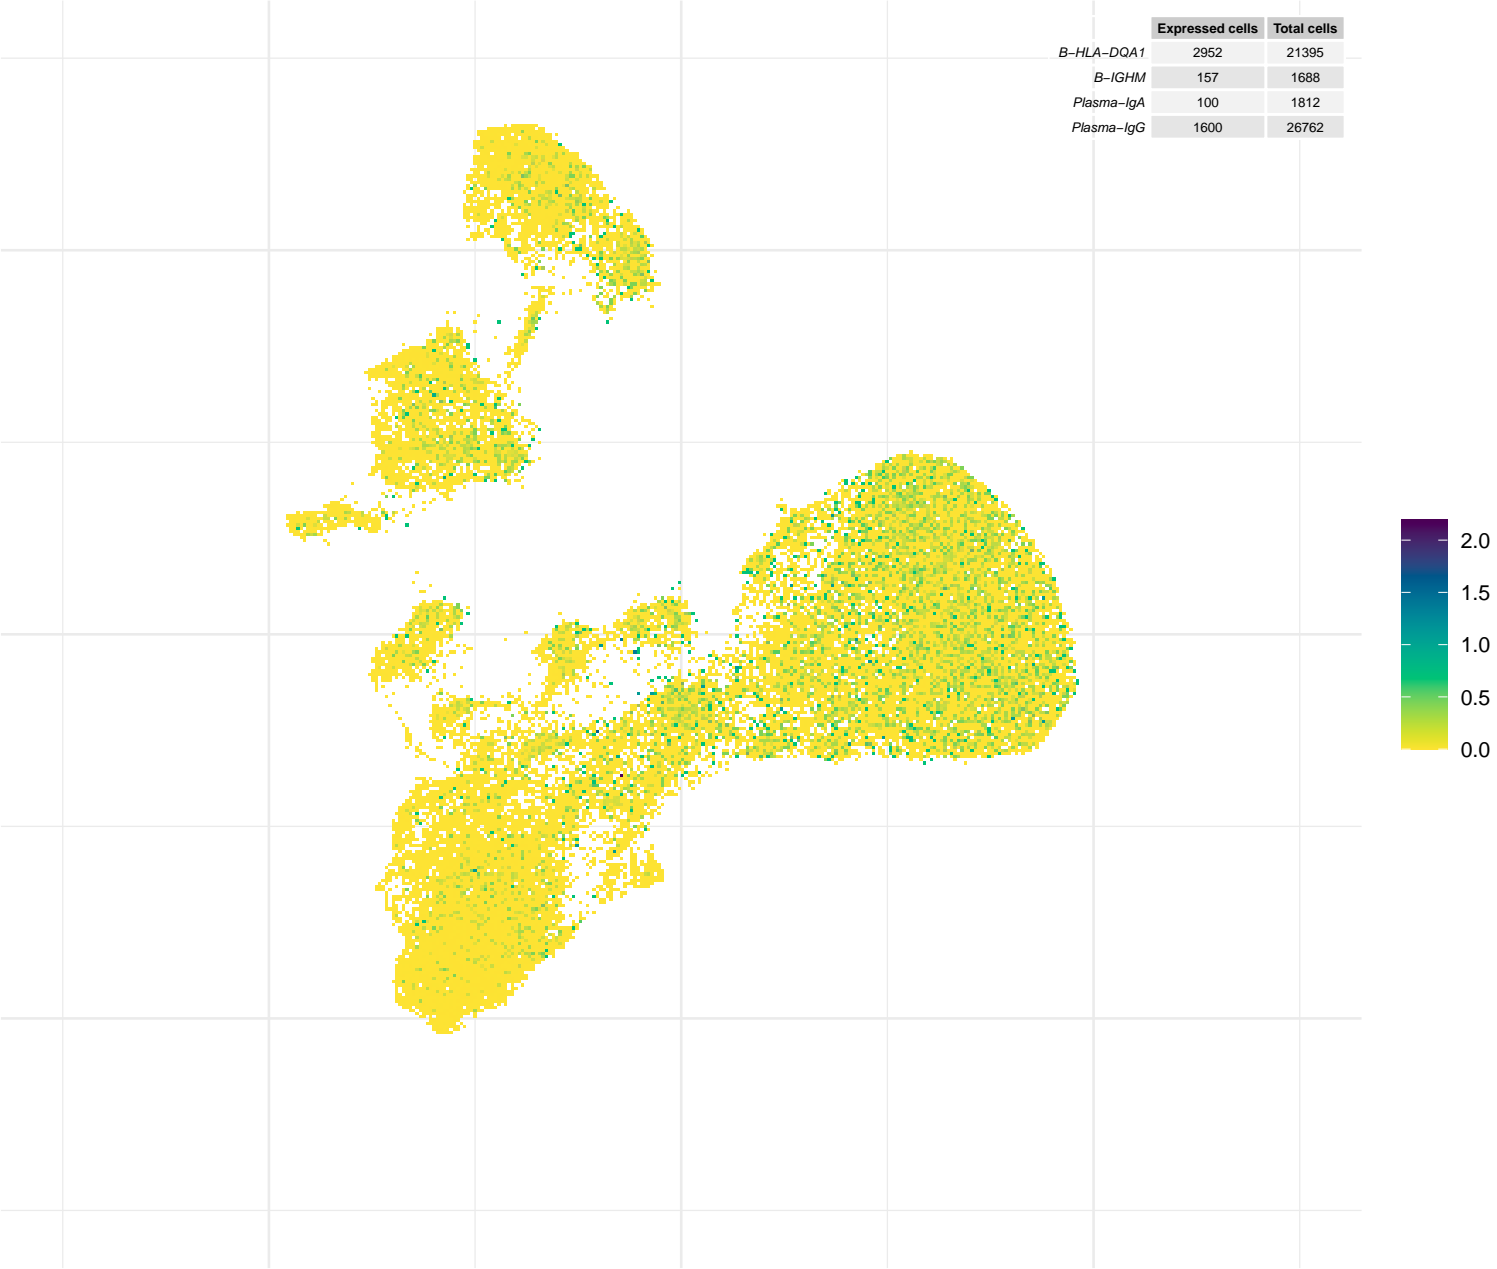 Expressed cells Total cells
B−HLA−DQA1 2952 21395
B−IGHM 157 1688
Plasma−IgA 100 1812
Plasma−IgG 1600 26762
2.0
1.5
1.0
0.5
0.0